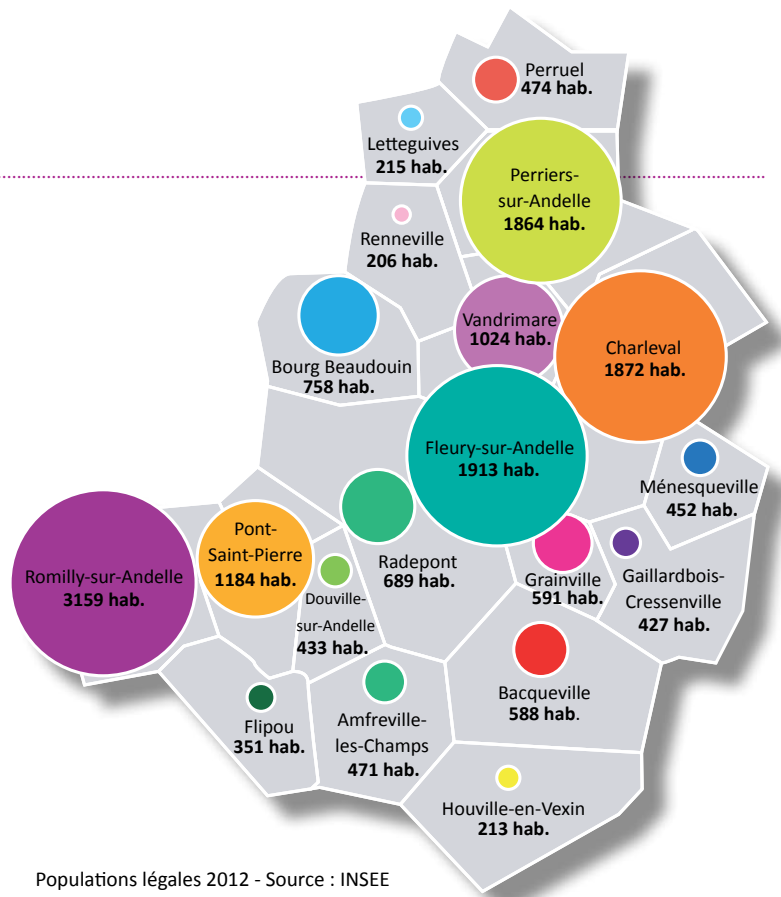 Perruel
474 hab.
Letteguives
215 hab.
Perriers-
sur-Andelle
1864 hab.
Renneville
206 hab.
Vandrimare
1024 hab.
Charleval
1872 hab.
Bourg Beaudouin
758 hab.
Fleury-sur-Andelle
1913 hab.
Ménesqueville
452 hab.
Pont-
Saint-Pierre
1184 hab.
Romilly-sur-Andelle
3159 hab.
Radepont
689 hab.
Grainville
591 hab.
Gaillardbois-
Cressenville
427 hab.
Douville-
sur-Andelle
433 hab.
Bacqueville
588 hab.
Flipou
351 hab.
Amfreville-
les-Champs
471 hab.
Houville-en-Vexin
213 hab.
Populations légales 2012 - Source : INSEE